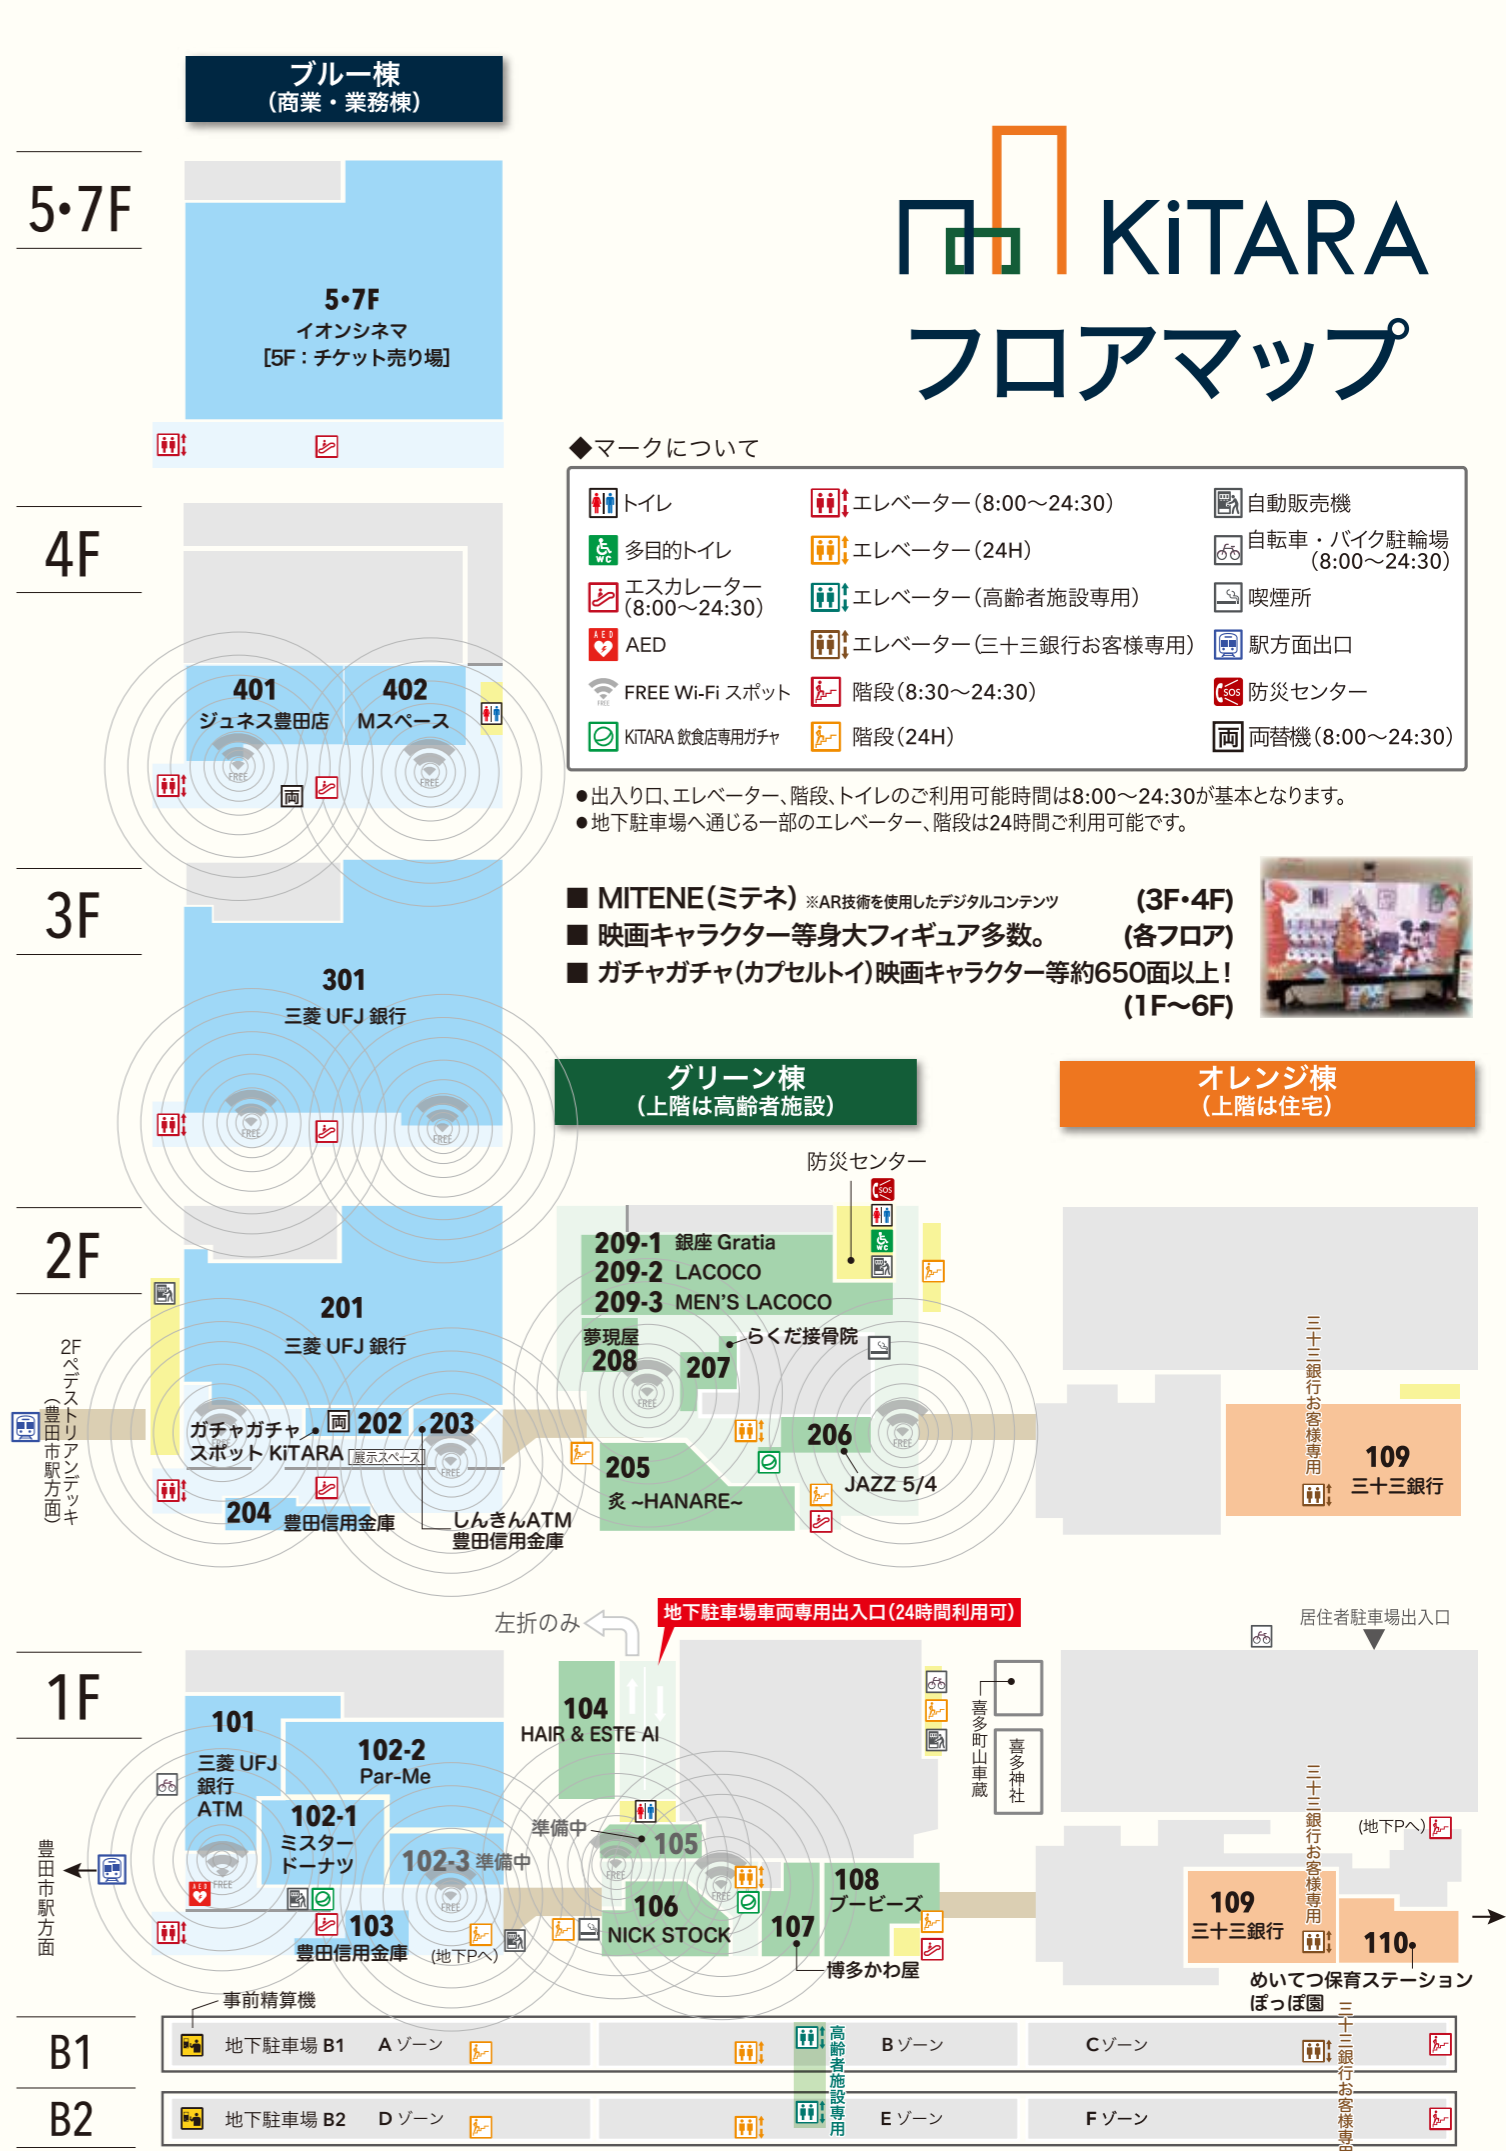 ブルー棟
（商業・業務棟）
KiTARA
フロアマップ
5・7F
5・7F
イオンシネマ
［5F：チケット売り場］
◆マークについて
トイレ
多目的トイレ
エスカレーター
（8:00〜24:30）
AED
AED
FREE
FREE Wi-Fi スポット
KiTARA 飲食店専用ガチャ
エレベーター（8:00〜24:30）
エレベーター（24H）
エレベーター（高齢者施設専用）
エレベーター（三十三銀行お客様専用）
階段（8:30〜24:30）
階段（24H）
自動販売機
自転車・バイク駐輪場
（8:00〜24:30）
喫煙所
駅方面出口
SOS
防災センター
両
両替機（8:00〜24:30）
WC
●出入り口、エレベーター、階段、トイレのご利用可能時間は8:00〜24:30が基本となります。
●地下駐車場へ通じる一部のエレベーター、階段は24時間ご利用可能です。
■ MITENE（ミテネ）※AR技術を使用したデジタルコンテンツ (3F・4F)
■ 映画キャラクター等身大フィギュア多数。 (各フロア)
■ ガチャガチャ（カプセルトイ）映画キャラクター等約650面以上！
(1F〜6F)
4F
401
ジュネス豊田店
402
Mスペース
FREE
FREE
両
3F
301
三菱 UFJ 銀行
FREE
FREE
グリーン棟
（上階は高齢者施設）
オレンジ棟
（上階は住宅）
2F
2Fペデストリアンデッキ
（豊田市駅方面）
201
三菱 UFJ 銀行
ガチャガチャ
スポット KiTARA
両
202
展示スペース
203
FREE
FREE
204
豊田信用金庫
しんきんATM
豊田信用金庫
防災センター
SOS
WC
209-1 銀座 Gratia
209-2 LACOCO
209-3 MEN'S LACOCO
夢現屋
208
FREE
207
らくだ接骨院
206
JAZZ 5/4
FREE
205
炙 ~HANARE~
三十三銀行お客様専用
109
三十三銀行
1F
豊田市駅方面
101
三菱 UFJ
銀行
ATM
102-2
Par-Me
102-1
ミスター
ドーナツ
102-3 準備中
AED
FREE
FREE
103
豊田信用金庫
（地下Pへ）
左折のみ
地下駐車場車両専用出入口（24時間利用可）
104
HAIR & ESTE AI
準備中
105
FREE
FREE
106
NICK STOCK
107
博多かわ屋
108
ブービーズ
喜多町山車蔵
喜多神社
居住者駐車場出入口
三十三銀行お客様専用
（地下Pへ）
109
三十三銀行
110
めいてつ保育ステーション
ぽっぽ園
事前精算機
B1
地下駐車場 B1
A ゾーン
B ゾーン
C ゾーン
高齢者施設専用
三十三銀行お客様専用
B2
地下駐車場 B2
D ゾーン
E ゾーン
F ゾーン